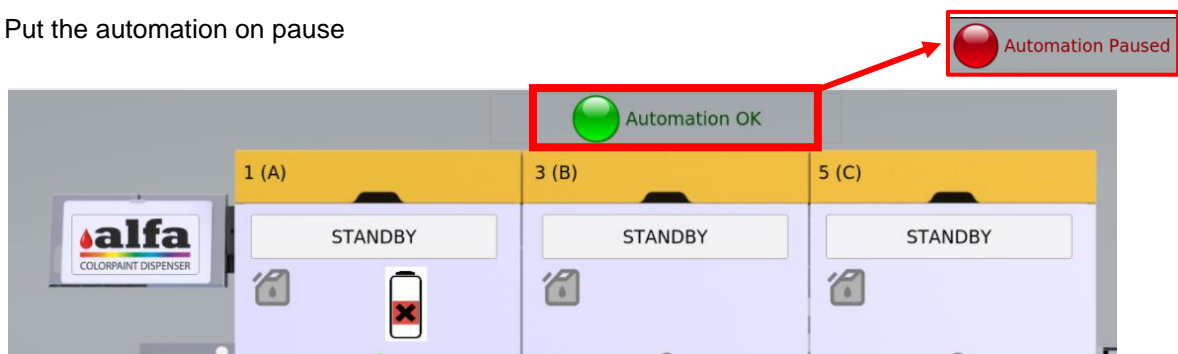 Put the automation on pause
Automation Paused
Automation OK
1 (A)
3 (B)
5 (C)
alfa
COLORPAINT DISPENSER
STANDBY
STANDBY
STANDBY